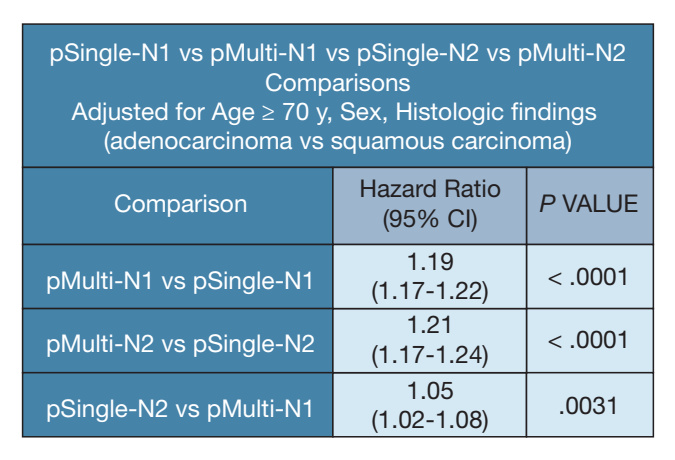 pSingle-N1 vs pMulti-N1 vs pSingle-N2 vs pMulti-N2
Comparisons
Adjusted for Age ≥ 70 y, Sex, Histologic findings
(adenocarcinoma vs squamous carcinoma)
Comparison
Hazard Ratio
(95% CI)
P VALUE
pMulti-N1 vs pSingle-N1
1.19
(1.17-1.22)
< .0001
pMulti-N2 vs pSingle-N2
1.21
(1.17-1.24)
< .0001
pSingle-N2 vs pMulti-N1
1.05
(1.02-1.08)
.0031